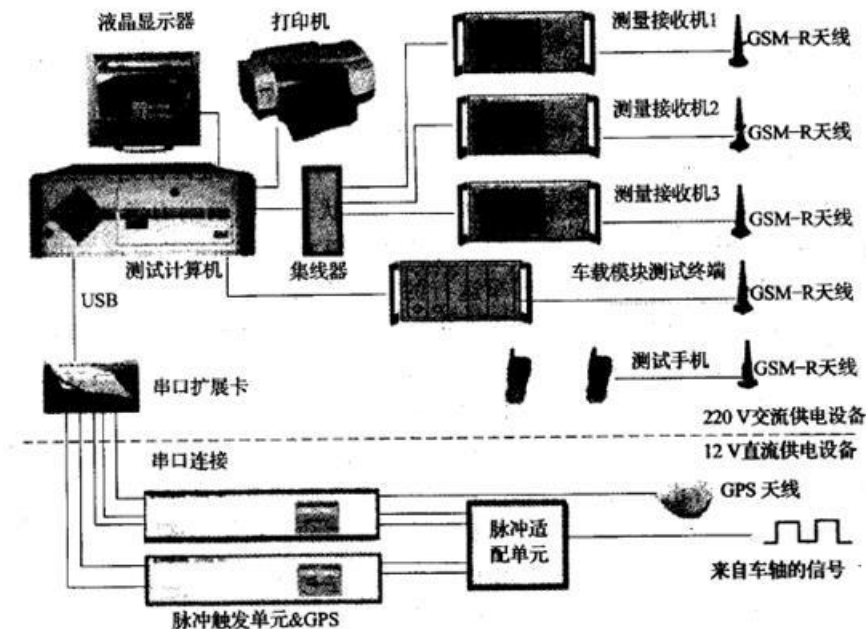 液晶显示器
打印机
测量接收机1
GSM-R天线
测量接收机2
GSM-R天线
测量接收机3
GSM-R天线
测试计算机
集线器
车载模块测试终端
GSM-R天线
USB
串口扩展卡
测试手机
GSM-R天线
220 V交流供电设备
12 V直流供电设备
串口连接
GPS 天线
脉冲适
配单元
来自车轴的信号
脉冲触发单元&GPS